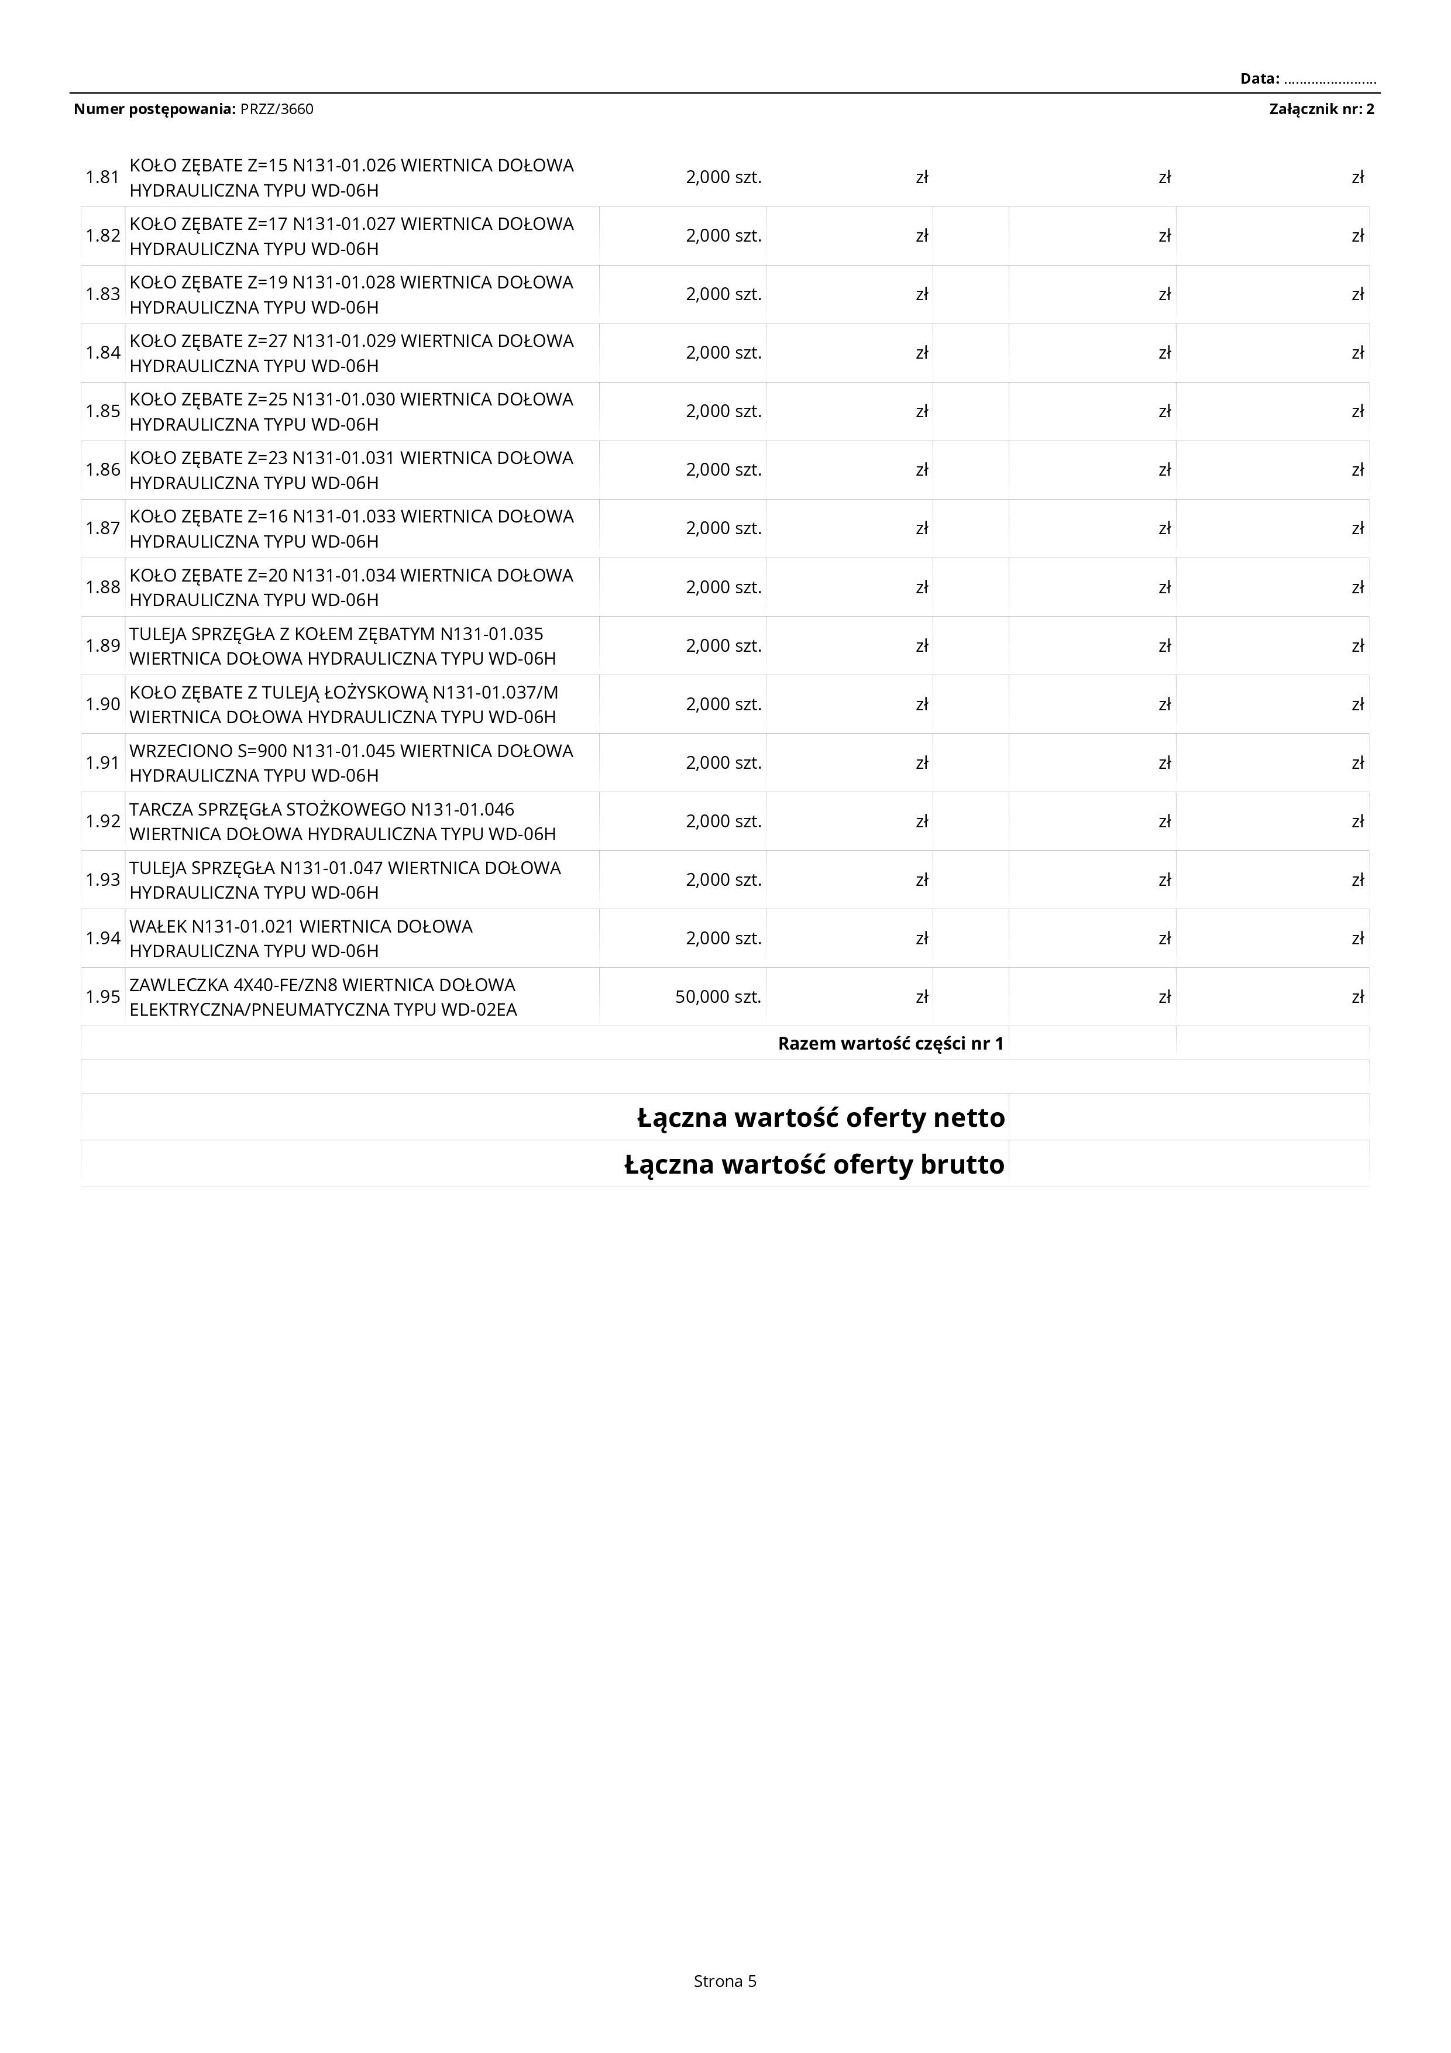 Data: ........................
Numer postępowania: PRZZ/3660 Załącznik nr: 2
KOŁO ZĘBATE Z=15 N131-01.026 WIERTNICA DOŁOWA
1.81 2,000 szt. zł zł zł
HYDRAULICZNA TYPU WD-06H
KOŁO ZĘBATE Z=17 N131-01.027 WIERTNICA DOŁOWA
1.82 2,000 szt. zł zł zł
HYDRAULICZNA TYPU WD-06H
KOŁO ZĘBATE Z=19 N131-01.028 WIERTNICA DOŁOWA
1.83 2,000 szt. zł zł zł
HYDRAULICZNA TYPU WD-06H
KOŁO ZĘBATE Z=27 N131-01.029 WIERTNICA DOŁOWA
1.84 2,000 szt. zł zł zł
HYDRAULICZNA TYPU WD-06H
KOŁO ZĘBATE Z=25 N131-01.030 WIERTNICA DOŁOWA
1.85 2,000 szt. zł zł zł
HYDRAULICZNA TYPU WD-06H
KOŁO ZĘBATE Z=23 N131-01.031 WIERTNICA DOŁOWA
1.86 2,000 szt. zł zł zł
HYDRAULICZNA TYPU WD-06H
KOŁO ZĘBATE Z=16 N131-01.033 WIERTNICA DOŁOWA
1.87 2,000 szt. zł zł zł
HYDRAULICZNA TYPU WD-06H
KOŁO ZĘBATE Z=20 N131-01.034 WIERTNICA DOŁOWA
1.88 2,000 szt. zł zł zł
HYDRAULICZNA TYPU WD-06H
TULEJA SPRZĘGŁA Z KOŁEM ZĘBATYM N131-01.035
1.89 2,000 szt. zł zł zł
WIERTNICA DOŁOWA HYDRAULICZNA TYPU WD-06H
KOŁO ZĘBATE Z TULEJĄ ŁOŻYSKOWĄ N131-01.037/M
1.90 2,000 szt. zł zł zł
WIERTNICA DOŁOWA HYDRAULICZNA TYPU WD-06H
WRZECIONO S=900 N131-01.045 WIERTNICA DOŁOWA
1.91 2,000 szt. zł zł zł
HYDRAULICZNA TYPU WD-06H
TARCZA SPRZĘGŁA STOŻKOWEGO N131-01.046
1.92 2,000 szt. zł zł zł
WIERTNICA DOŁOWA HYDRAULICZNA TYPU WD-06H
TULEJA SPRZĘGŁA N131-01.047 WIERTNICA DOŁOWA
1.93 2,000 szt. zł zł zł
HYDRAULICZNA TYPU WD-06H
WAŁEK N131-01.021 WIERTNICA DOŁOWA
1.94 2,000 szt. zł zł zł
HYDRAULICZNA TYPU WD-06H
ZAWLECZKA 4X40-FE/ZN8 WIERTNICA DOŁOWA
1.95 50,000 szt. zł zł zł
ELEKTRYCZNA/PNEUMATYCZNA TYPU WD-02EA
Razem wartość części nr 1
Łączna wartość oferty netto
Łączna wartość oferty brutto
Strona 5